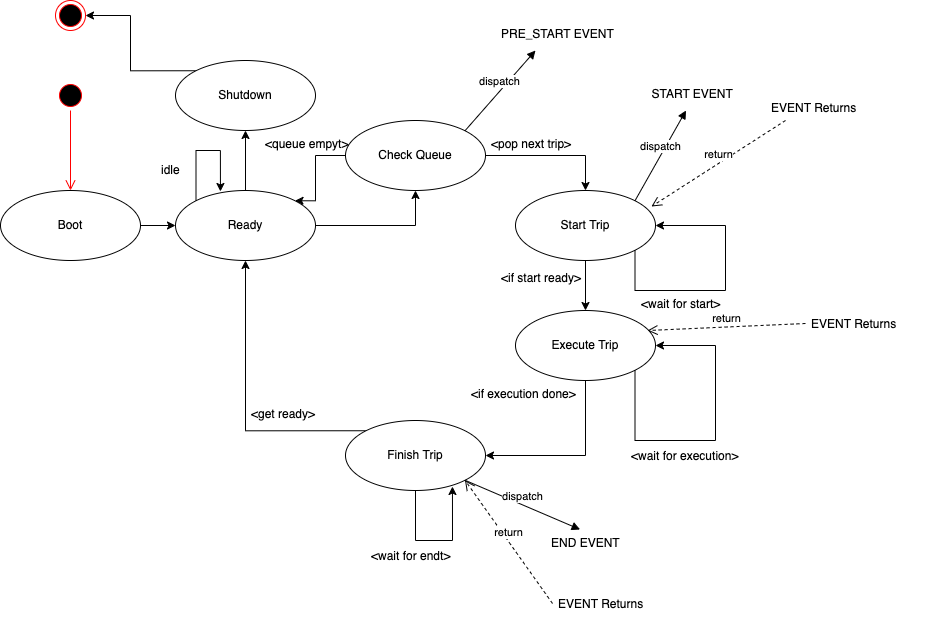 PRE_START EVENT
dispatch
Shutdown
START EVENT
EVENT Returns
<queue empyt>
Check Queue
<pop next trip>
dispatch
return
idle
Boot
Ready
Start Trip
<if start ready>
<wait for start>
return
EVENT Returns
Execute Trip
<if execution done>
<get ready>
Finish Trip
<wait for execution>
dispatch
return
END EVENT
<wait for endt>
EVENT Returns